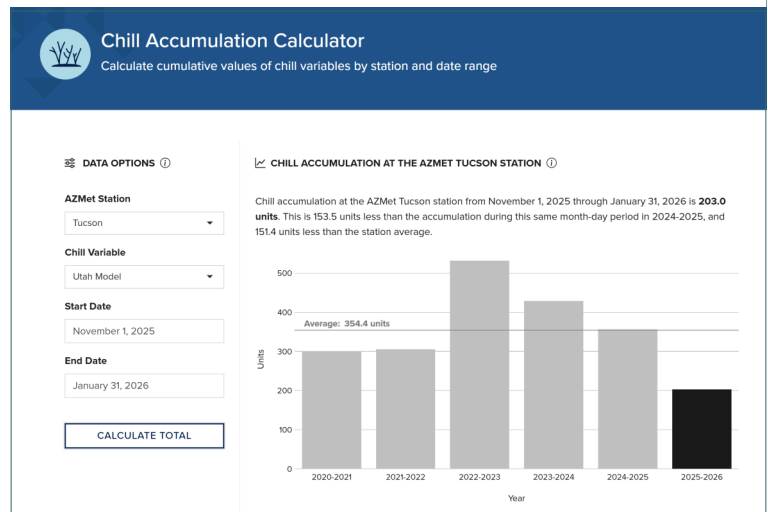 Chill Accumulation Calculator
Calculate cumulative values of chill variables by station and date range
DATA OPTIONS
AZMet Station
Tucson
Chill Variable
Utah Model
Start Date
November 1, 2025
End Date
January 31, 2026
CALCULATE TOTAL
CHILL ACCUMULATION AT THE AZMET TUCSON STATION
Chill accumulation at the AZMet Tucson station from November 1, 2025 through January 31, 2026 is 203.0
units. This is 153.5 units less than the accumulation during this same month-day period in 2024-2025, and
151.4 units less than the station average.
500
400
Average: 354.4 units
300
Units
200
100
0
2020-2021 2021-2022 2022-2023 2023-2024 2024-2025 2025-2026
Year